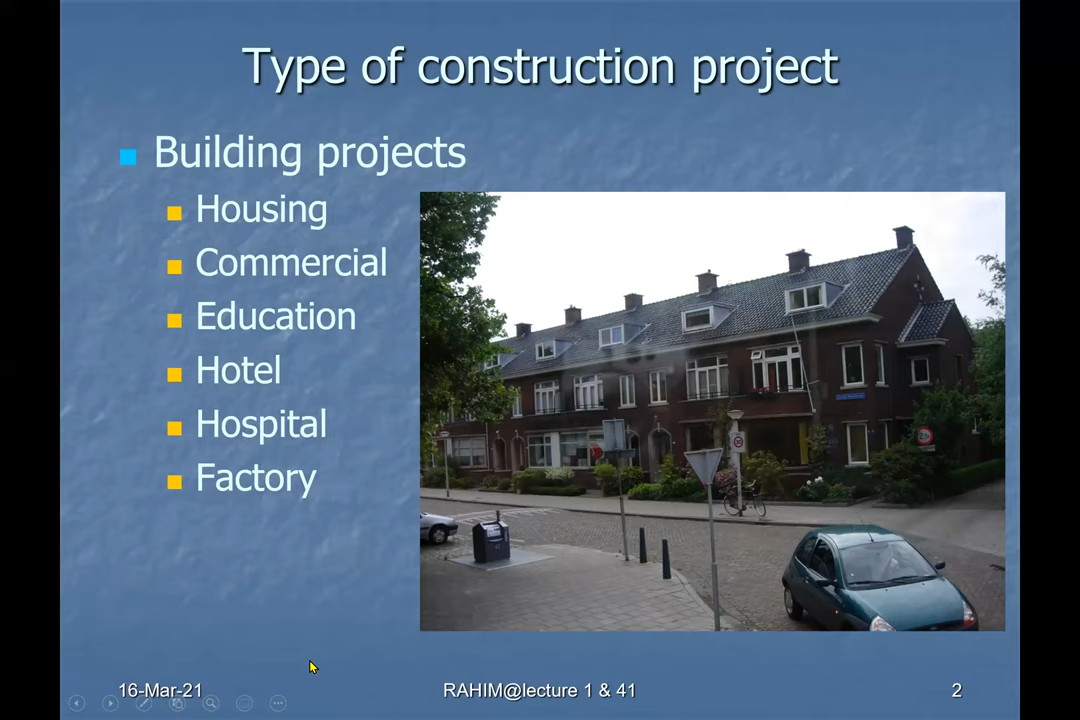 Type of construction project
Building projects
Housing
Commercial
Education
Hotel
Hospital
Factory
16-Mar-21
RAHIM@lecture 1 & 41
2